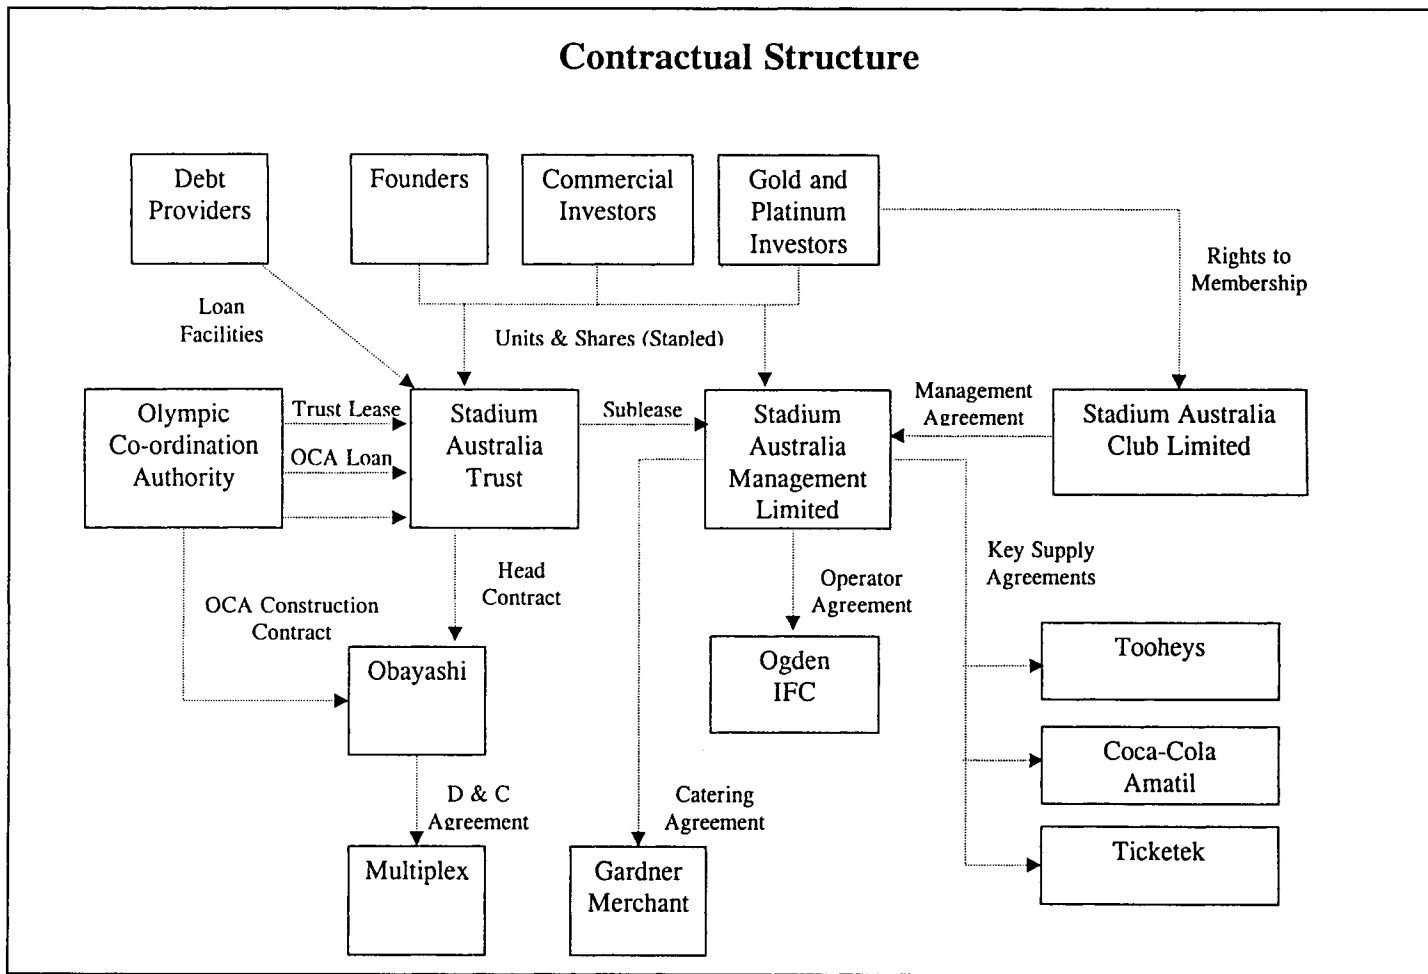 Contractual Structure
Debt
Providers
Founders
Commercial
Investors
Gold and
Platinum
Investors
Rights to
Membership
Loan
Facilities
Units & Shares (Stapled)
Olympic
Co-ordination
Authority
Trust Lease
OCA Loan
Stadium
Australia
Trust
Sublease
Stadium
Australia
Management
Limited
Management
Agreement
Stadium Australia
Club Limited
Head
Contract
OCA Construction
Contract
Operator
Agreement
Key Supply
Agreements
Obayashi
Ogden
IFC
Tooheys
Coca-Cola
Amatil
D & C
Agreement
Catering
Agreement
Multiplex
Gardner
Merchant
Ticketek